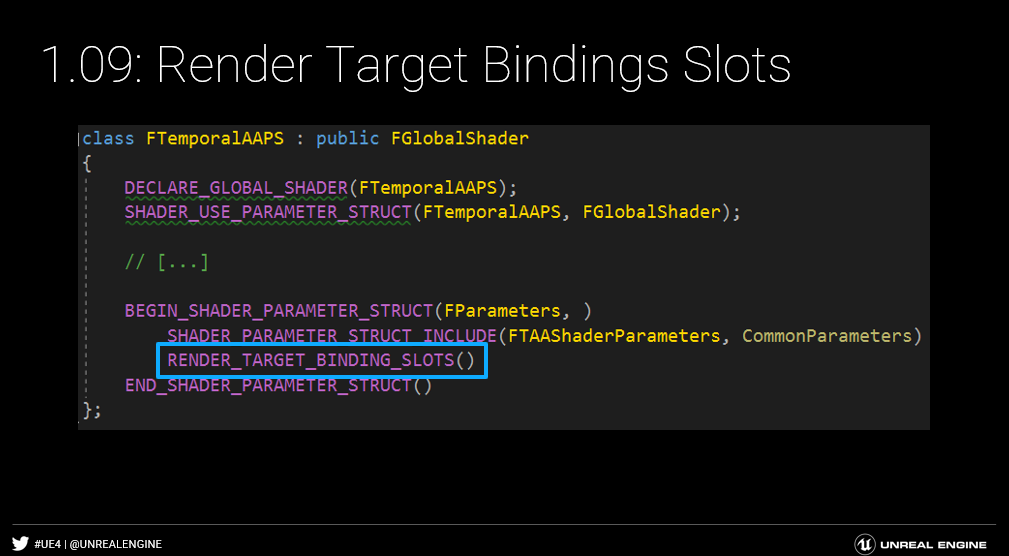 1.09: Render Target Bindings Slots
class FTemporalAAPS : public FGlobalShader
{
DECLARE_GLOBAL_SHADER(FTemporalAAPS);
SHADER_USE_PARAMETER_STRUCT(FTemporalAAPS, FGlobalShader);
// [...]
BEGIN_SHADER_PARAMETER_STRUCT(FParameters, )
SHADER_PARAMETER_STRUCT_INCLUDE(FTAAShaderParameters, CommonParameters)
RENDER_TARGET_BINDING_SLOTS()
END_SHADER_PARAMETER_STRUCT()
};
#UE4 | @UNREALENGINE
UNREAL ENGINE